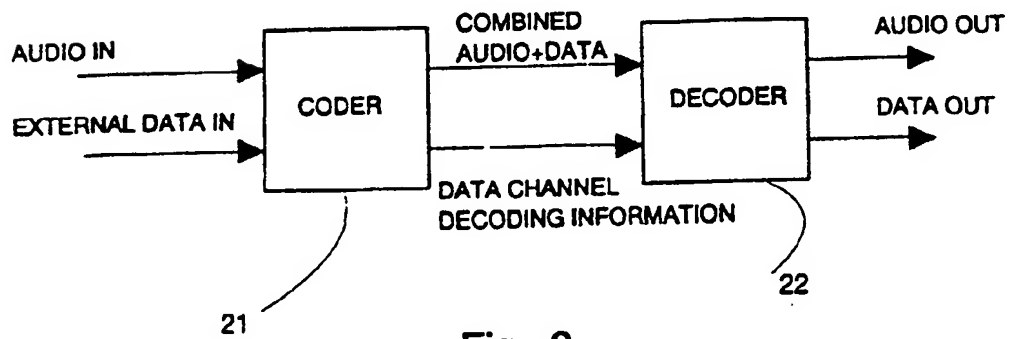 AUDIO IN
EXTERNAL DATA IN
CODER
COMBINED
AUDIO+DATA
DATA CHANNEL
DECODING INFORMATION
DECODER
AUDIO OUT
DATA OUT
21
22